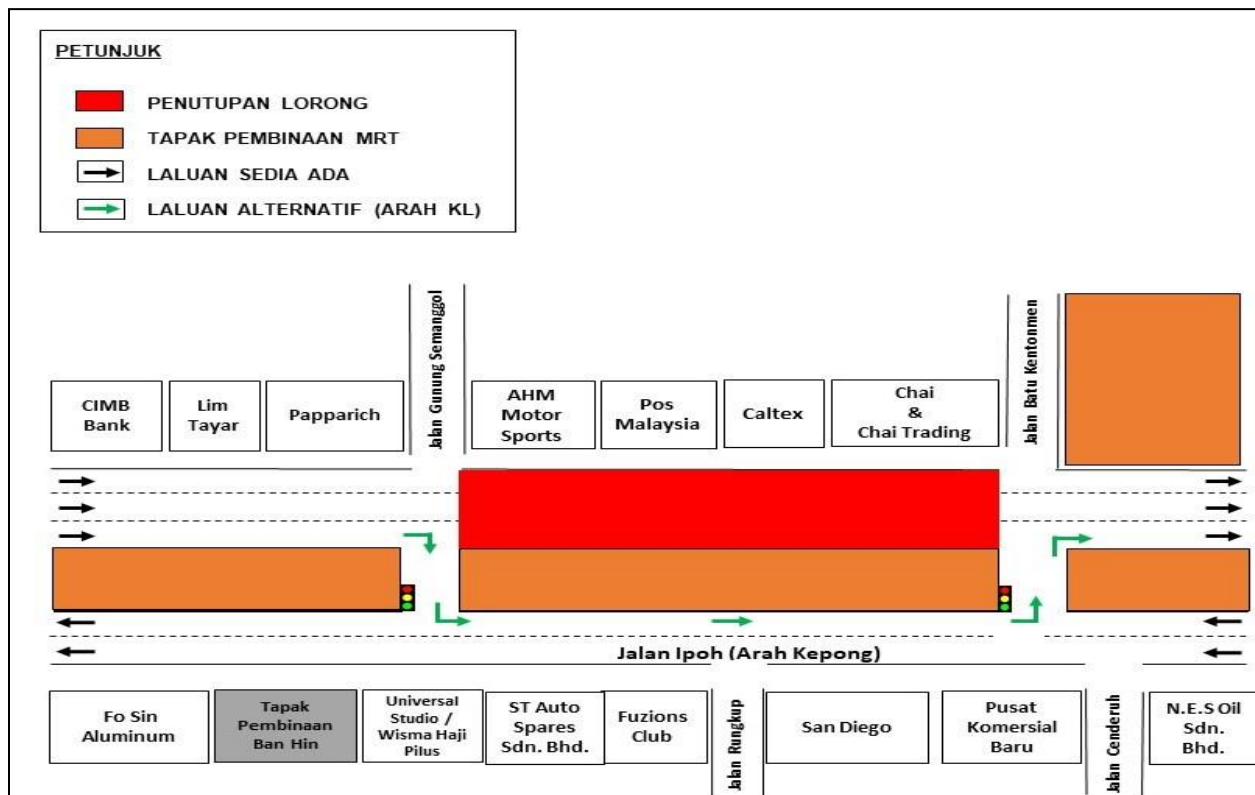 PETUNJUK
PENUTUPAN LORONG
TAPAK PEMBINAAN MRT
LALUAN SEDIA ADA
LALUAN ALTERNATIF (ARAH KL)
Jalan Gunung Semanggol
Jalan Batu Kentonmen
CIMB
Bank
Lim
Tayar
Papparich
AHM
Motor
Sports
Pos
Malaysia
Caltex
Chai
&
Chai Trading
Jalan Ipoh (Arah Kepong)
Fo Sin
Aluminum
Tapak
Pembinaan
Ban Hin
Universal
Studio /
Wisma Haji
Pilus
ST Auto
Spares
Sdn. Bhd.
Fuzions
Club
Jalan Rungkup
San Diego
Pusat
Komersial
Baru
Jalan Cenderuh
N.E.S Oil
Sdn.
Bhd.